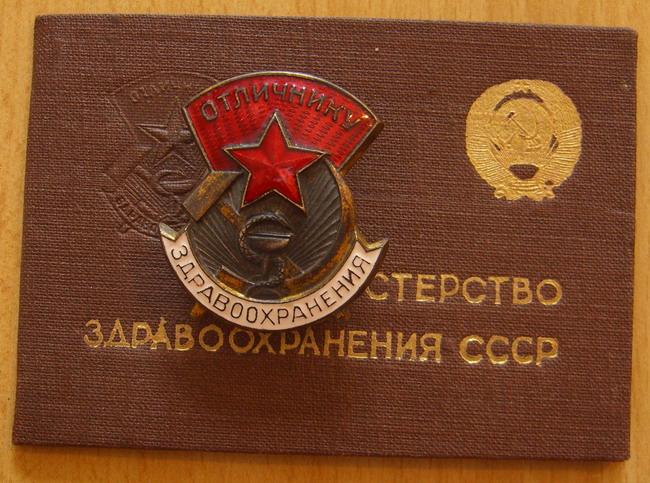 ОТЛИЧНИКУ
ЗДРАВООХРАНЕНИЯ
СТЕРСТВО
ЗДРАВООХРАНЕНИЯ СССР